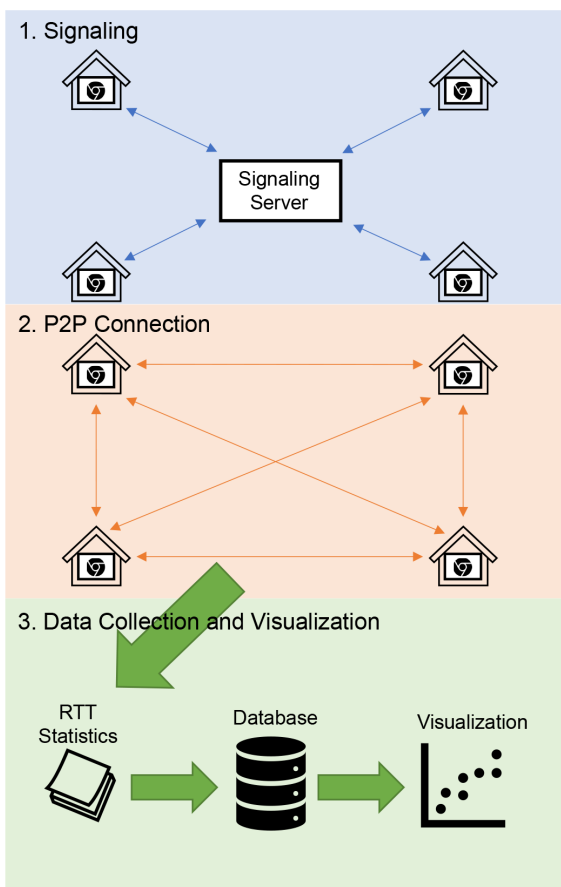 1. Signaling
Signaling
Server
2. P2P Connection
3. Data Collection and Visualization
RTT
Statistics
Database
Visualization